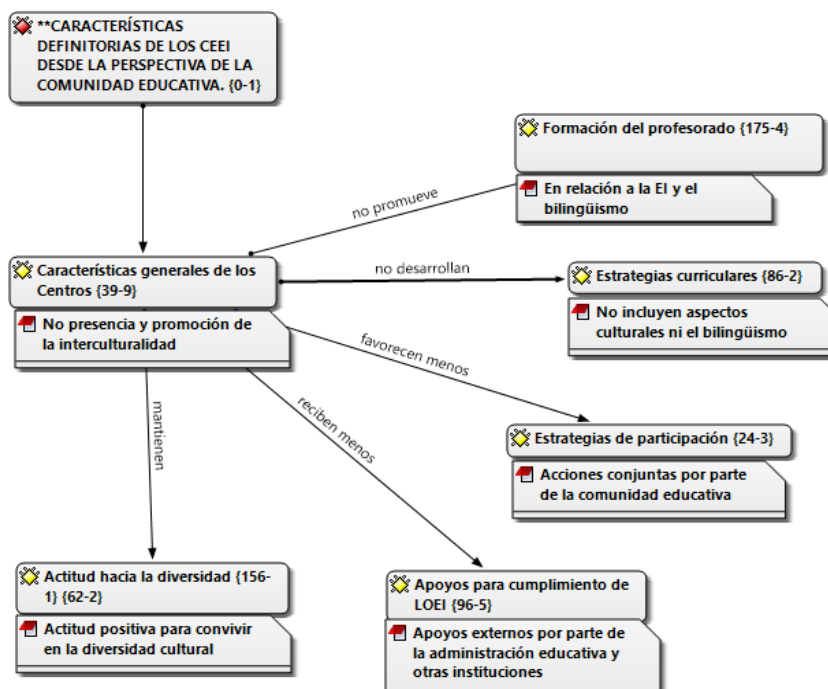 **CARACTERÍSTICAS
DEFINITORIAS DE LOS CEEI
DESDE LA PERSPECTIVA DE LA
COMUNIDAD EDUCATIVA. {0-1}
Formación del profesorado {175-4}
En relación a la EI y el
bilingüismo
no promueve
Características generales de los
Centros {39-9}
No presencia y promoción de
la interculturalidad
no desarrollan
Estrategias curriculares {86-2}
No incluyen aspectos
culturales ni el bilingüismo
favorecen menos
Estrategias de participación {24-3}
Acciones conjuntas por parte
de la comunidad educativa
reciben menos
mantienen
Actitud hacia la diversidad {156-
1} {62-2}
Actitud positiva para convivir
en la diversidad cultural
Apoyos para cumplimiento de
LOEI {96-5}
Apoyos externos por parte de
la administración educativa y
otras instituciones